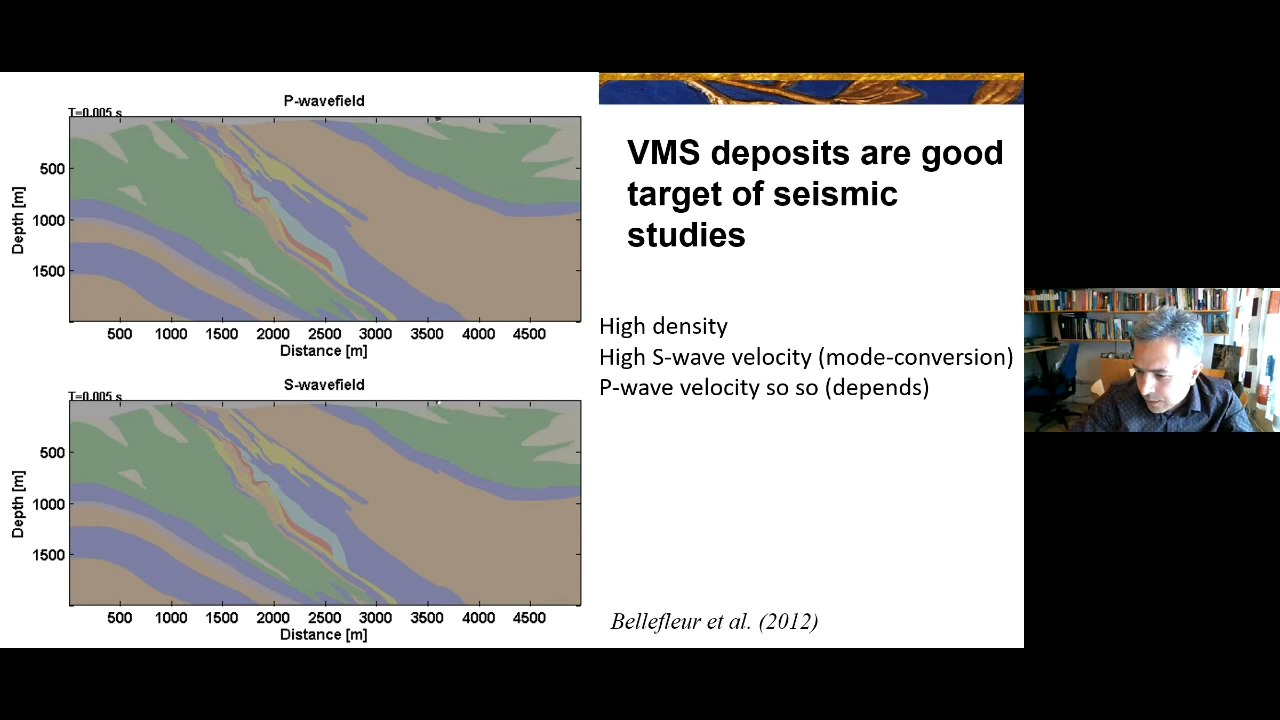 P-wavefield
T=0.005 s
Depth [m]
500
1000
1500
500 1000 1500 2000 2500 3000 3500 4000 4500
Distance [m]
S-wavefield
T=0.005 s
Depth [m]
500
1000
1500
500 1000 1500 2000 2500 3000 3500 4000 4500
Distance [m]
VMS deposits are good
target of seismic
studies
High density
High S-wave velocity (mode-conversion)
P-wave velocity so so (depends)
Bellefleur et al. (2012)